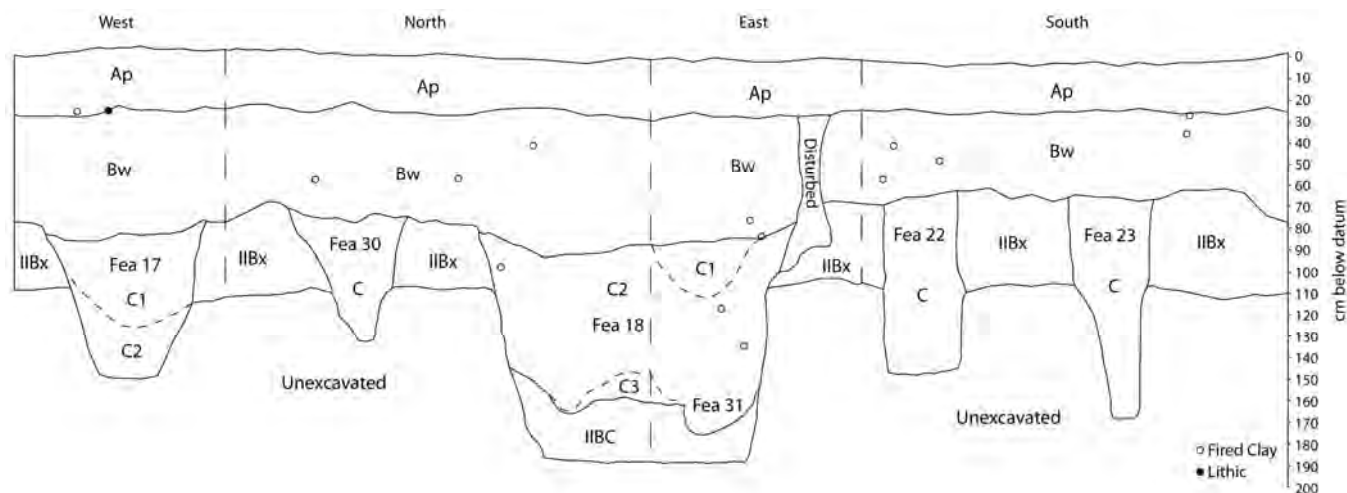 West North East South
Ap Ap Ap Ap
Bw Bw Bw Disturbed Bw
IIBx Fea 17 IIBx Fea 30 IIBx Fea 18 IIBx Fea 22 IIBx Fea 23 IIBx
C1 C C2 C1 C C
C2 C3 Fea 31
Unexcavated IIBC Unexcavated
0
10
20
30
40
50
60
70
80
90
100
110
120
130
140
150
160
170
180
190
200
cm below datum
Fired Clay
Lithic